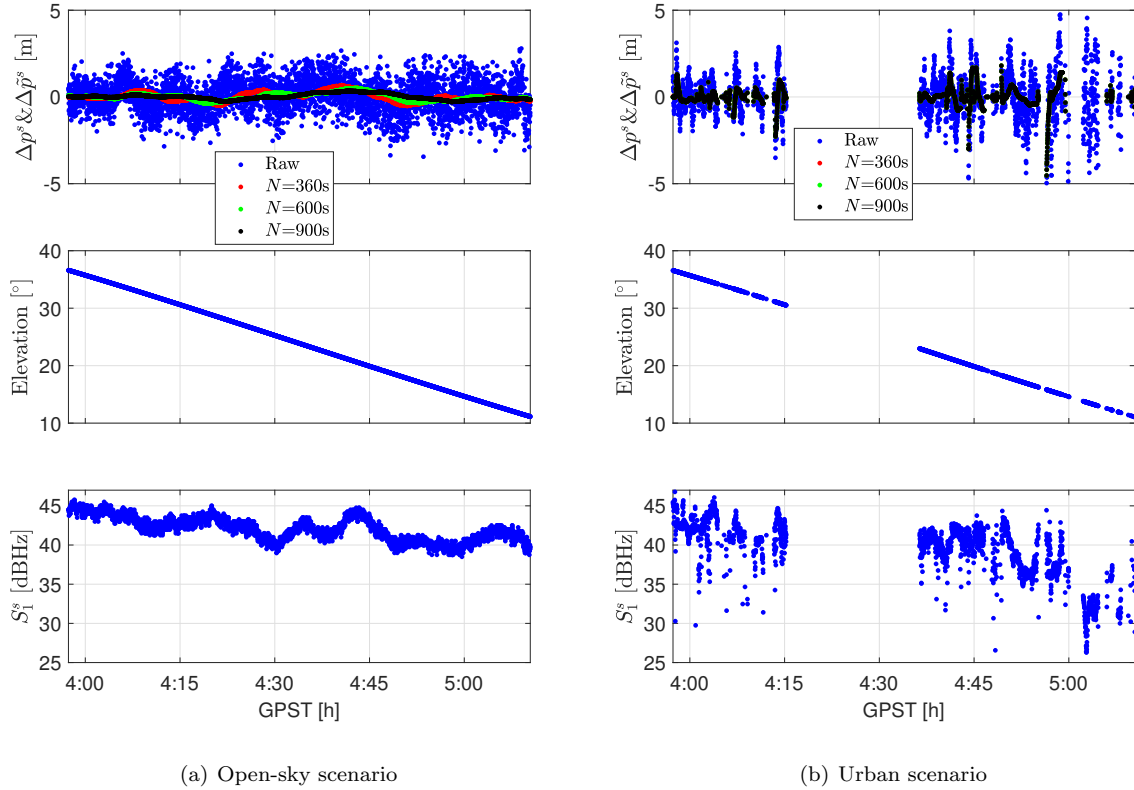 5
0
-5
Δp^s & Δp̃^s [m]
Raw
N=360s
N=600s
N=900s
40
30
20
10
Elevation [°]
45
40
35
30
25
S_1^s [dBHz]
4:00 4:15 4:30 4:45 5:00
GPST [h]
(a) Open-sky scenario
5
0
-5
Δp^s & Δp̃^s [m]
Raw
N=360s
N=600s
N=900s
40
30
20
10
Elevation [°]
45
40
35
30
25
S_1^s [dBHz]
4:00 4:15 4:30 4:45 5:00
GPST [h]
(b) Urban scenario